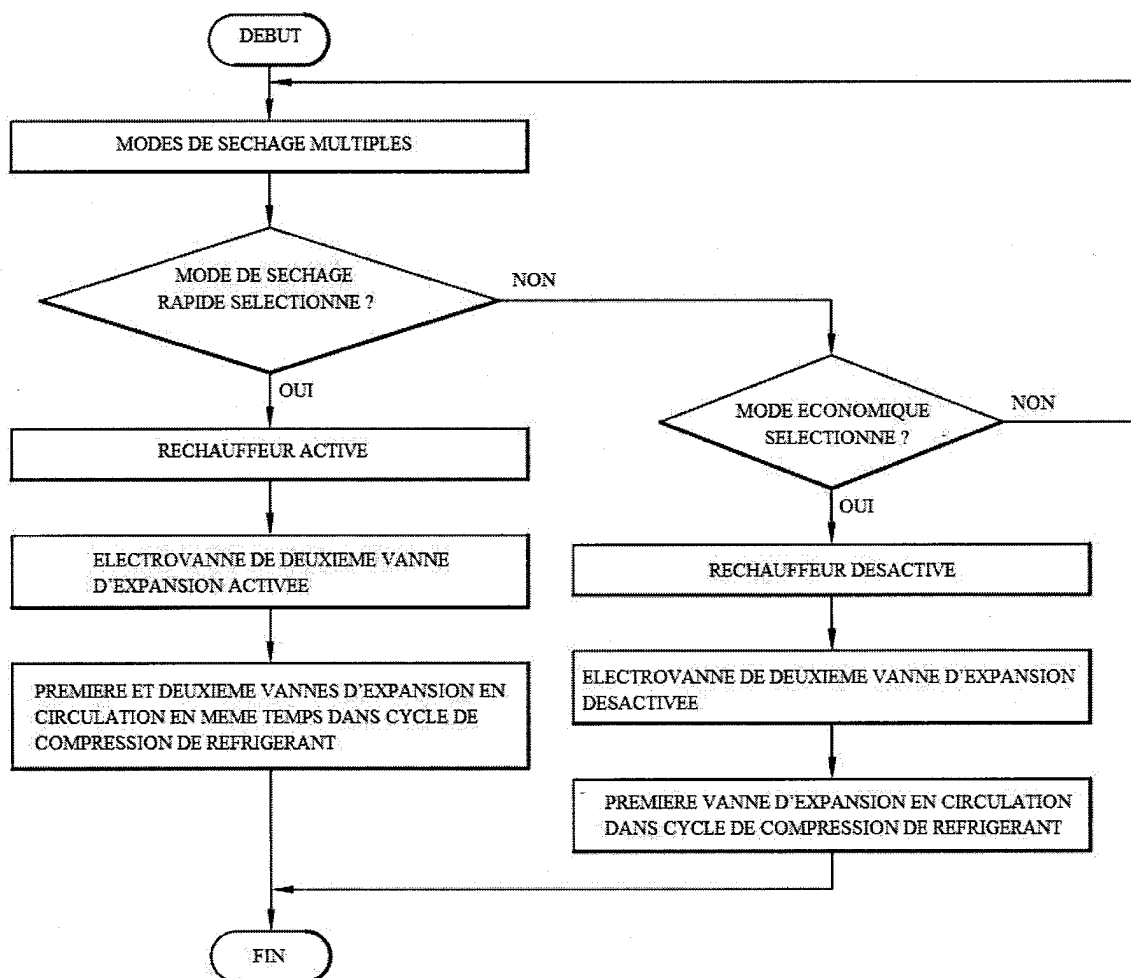 DEBUT
MODES DE SECHAGE MULTIPLES
MODE DE SECHAGE
RAPIDE SELECTIONNE ?
NON
OUI
RECHAUFFEUR ACTIVE
ELECTROVANNE DE DEUXIEME VANNE
D'EXPANSION ACTIVEE
PREMIERE ET DEUXIEME VANNES D'EXPANSION EN
CIRCULATION EN MEME TEMPS DANS CYCLE DE
COMPRESSION DE REFRIGERANT
MODE ECONOMIQUE
SELECTIONNE ?
NON
OUI
RECHAUFFEUR DESACTIVE
ELECTROVANNE DE DEUXIEME VANNE D'EXPANSION
DESACTIVEE
PREMIERE VANNE D'EXPANSION EN CIRCULATION
DANS CYCLE DE COMPRESSION DE REFRIGERANT
FIN